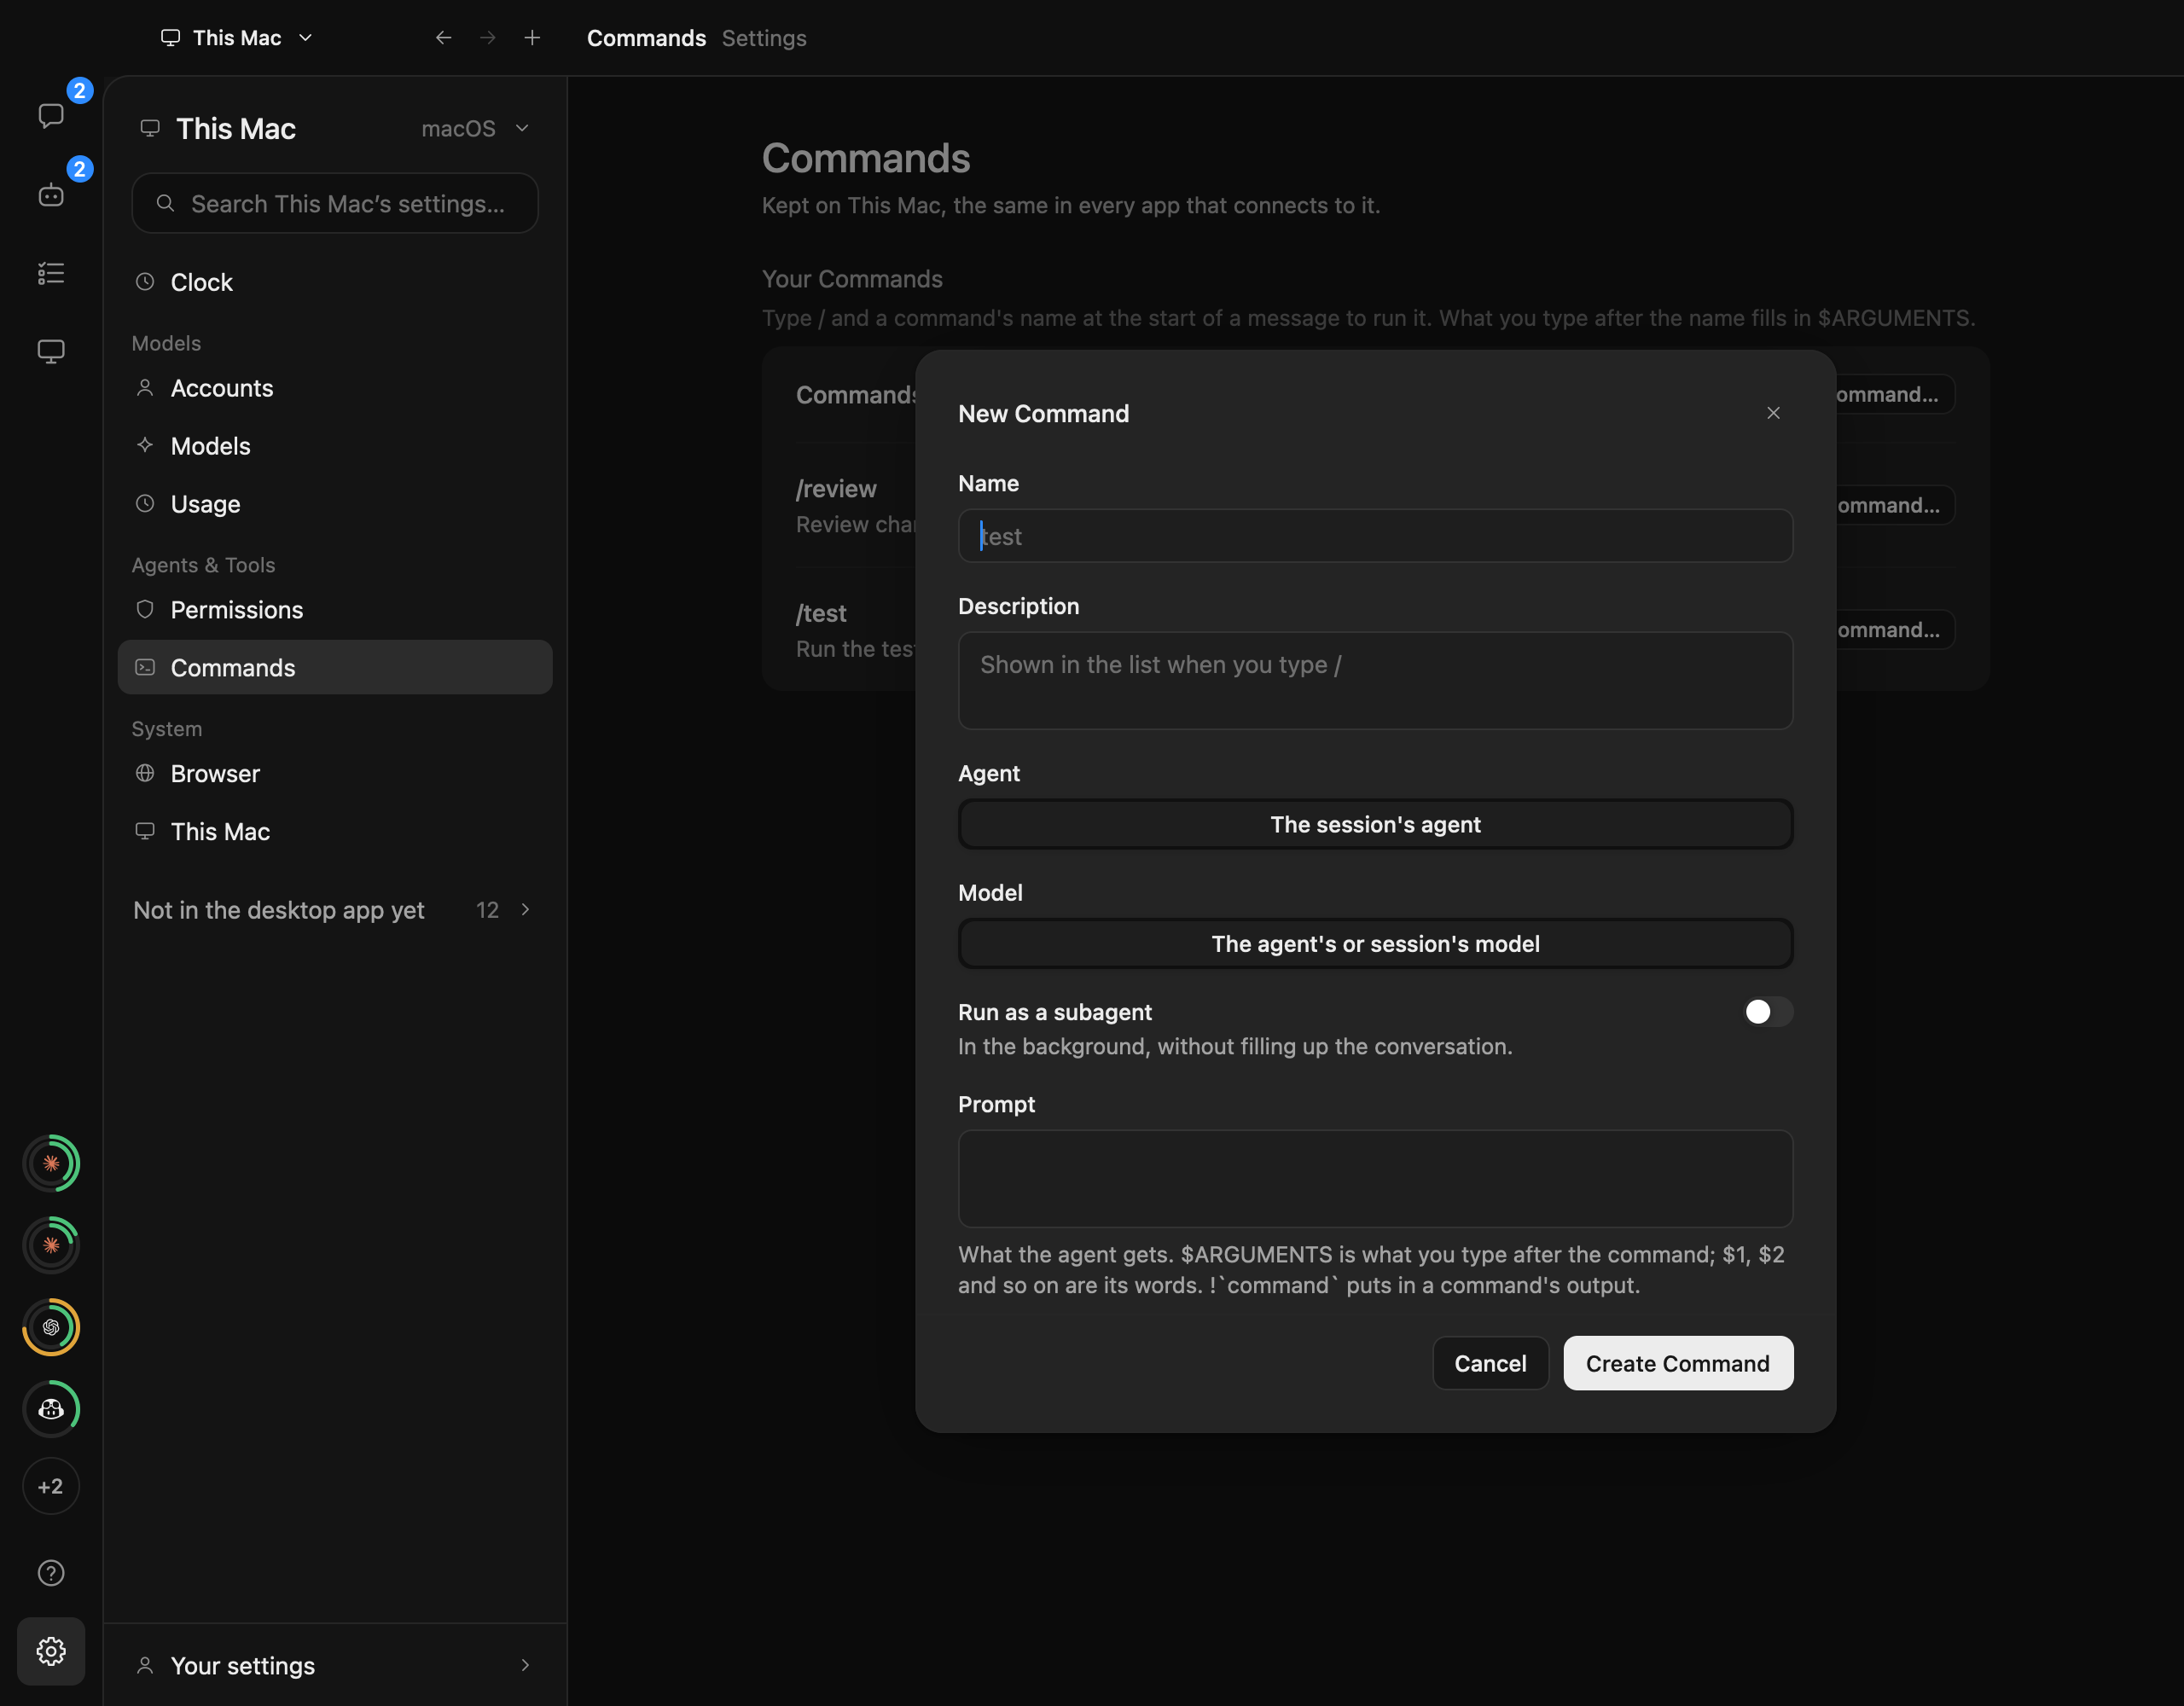 This Mac
Commands Settings
2
2
This Mac macOS
Search This Mac’s settings...
Clock
Models
Accounts
Models
Usage
Agents & Tools
Permissions
Commands
System
Browser
This Mac
Not in the desktop app yet 12
+2
Your settings
Commands
Kept on This Mac, the same in every app that connects to it.
Your Commands
Type / and a command's name at the start of a message to run it. What you type after the name fills in $ARGUMENTS.
Commands
ommand...
/review
Review
ommand...
/test
Run the
ommand...
New Command
Name
test
Description
Shown in the list when you type /
Agent
The session's agent
Model
The agent's or session's model
Run as a subagent
In the background, without filling up the conversation.
Prompt
What the agent gets. $ARGUMENTS is what you type after the command; $1, $2
and so on are its words. !`command` puts in a command's output.
Cancel
Create Command